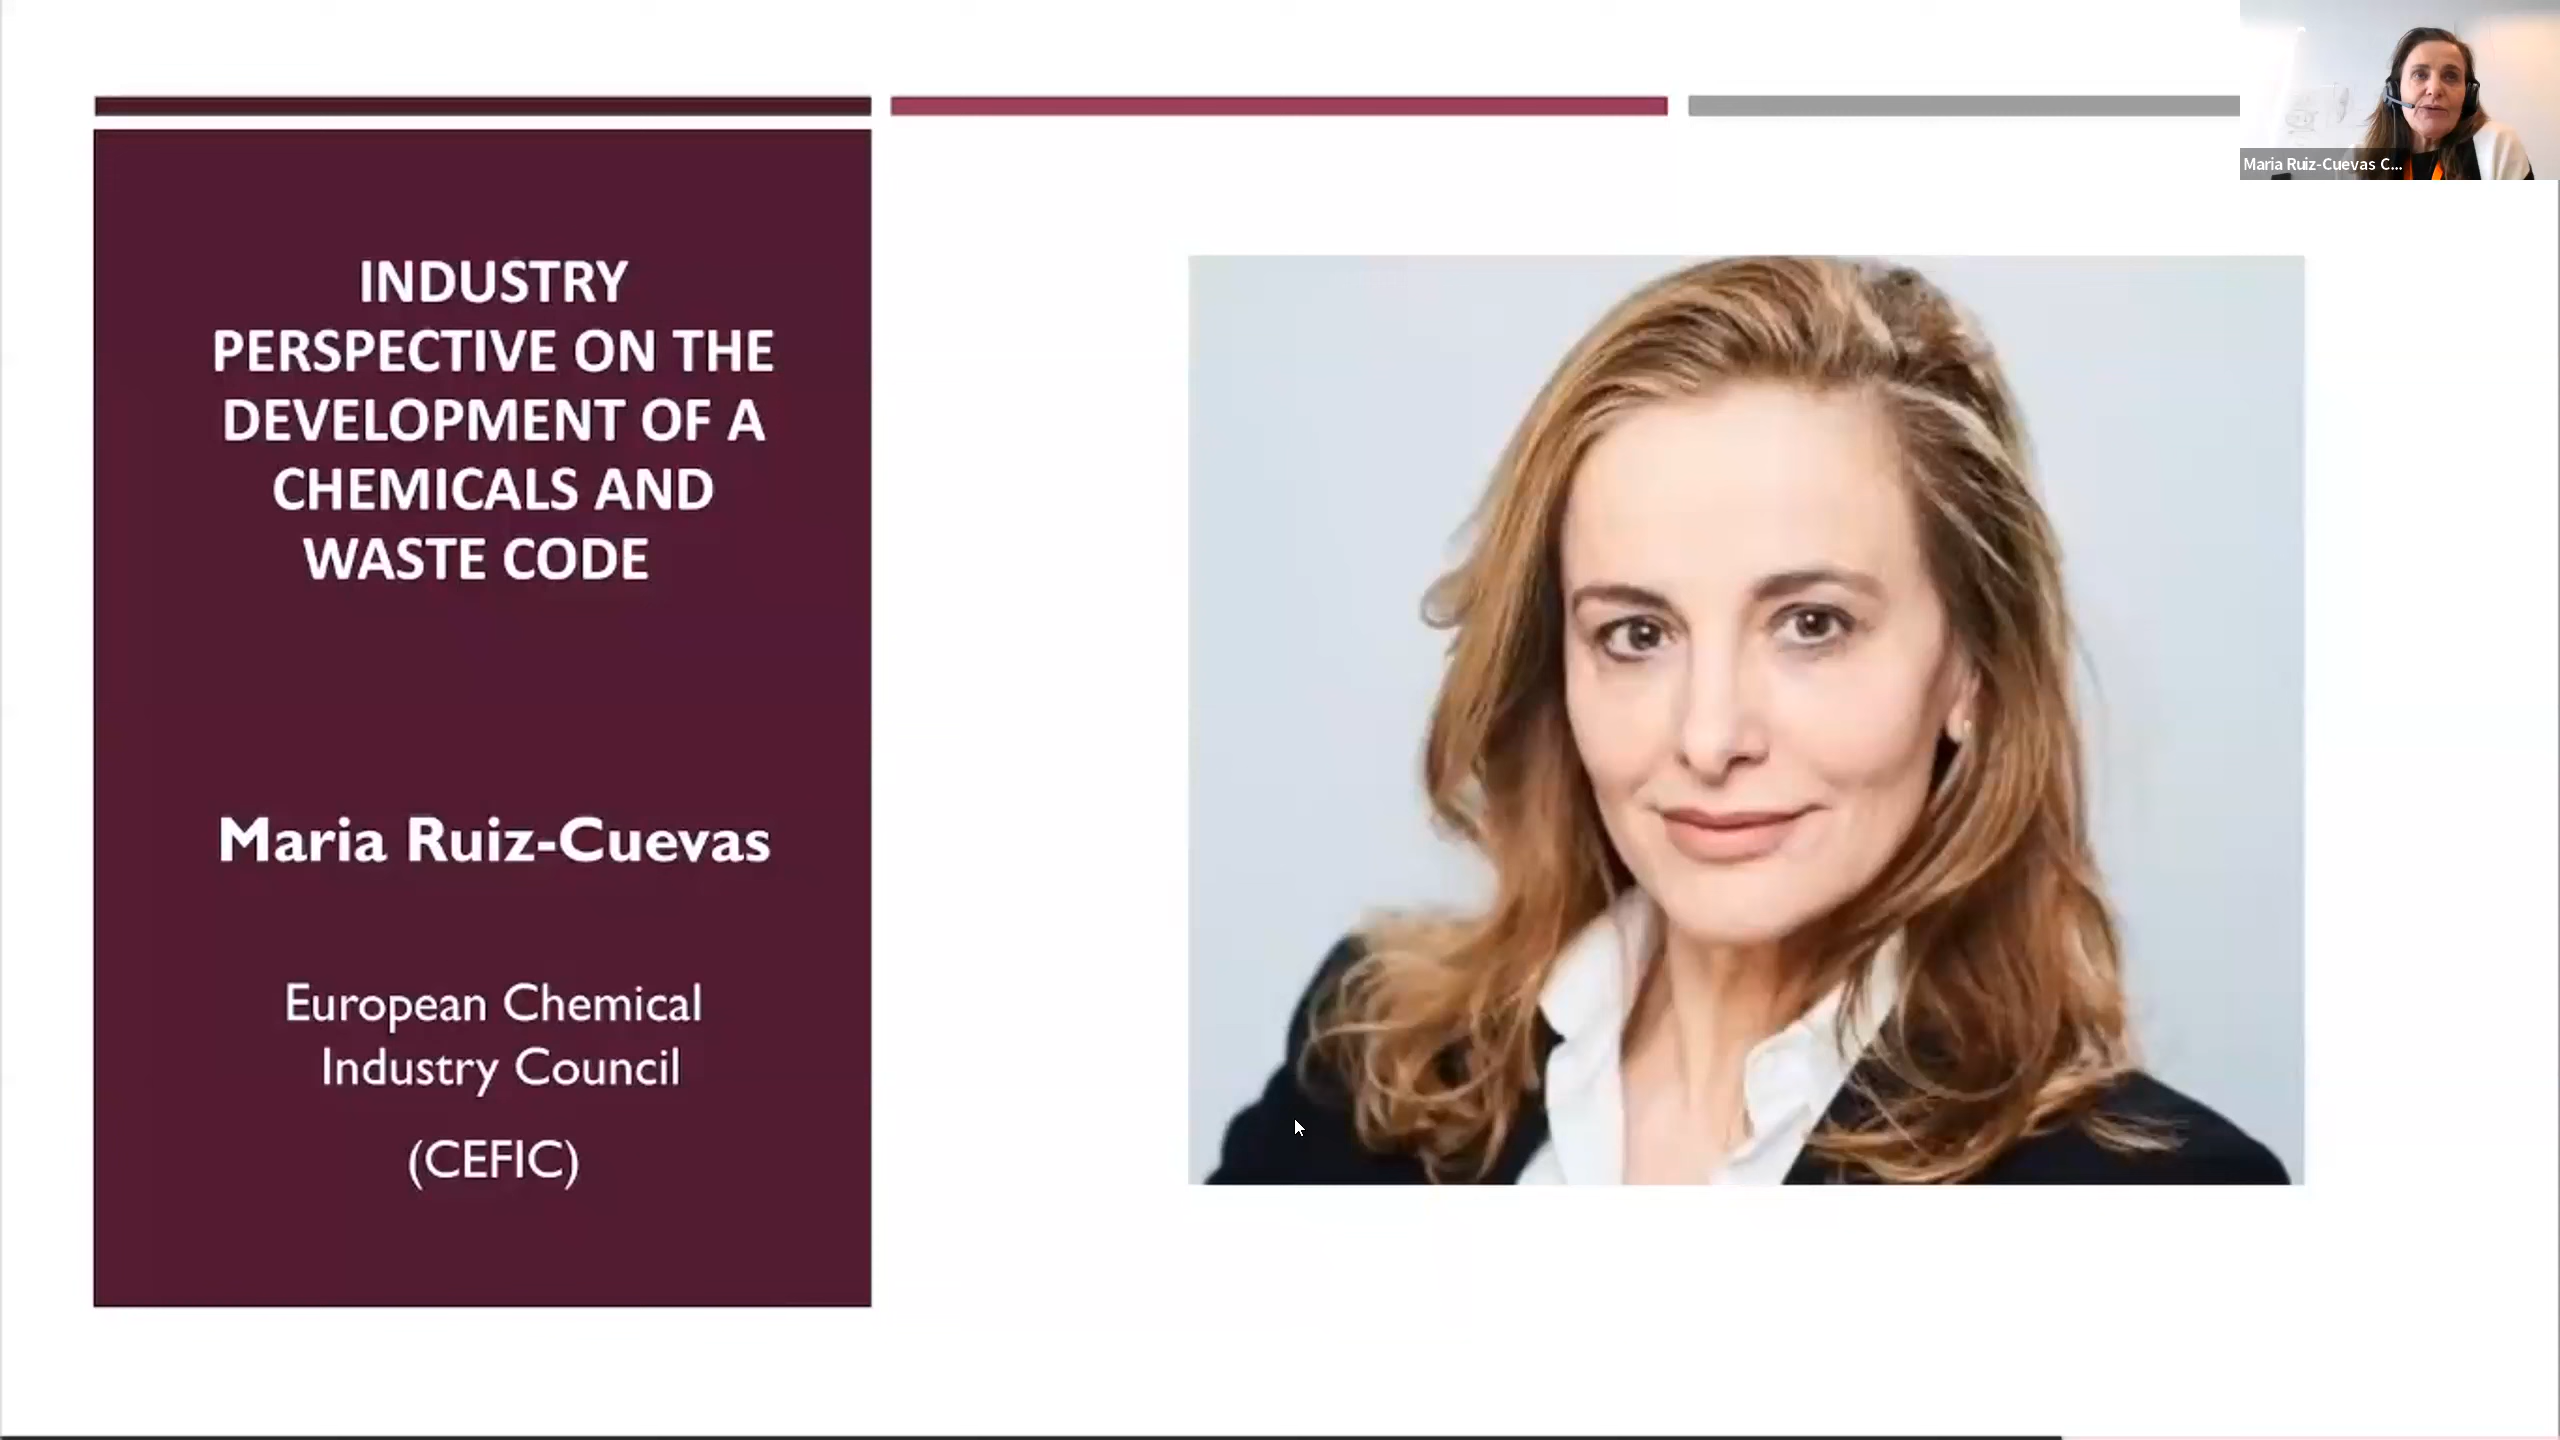 INDUSTRY
PERSPECTIVE ON THE
DEVELOPMENT OF A
CHEMICALS AND
WASTE CODE
Maria Ruiz-Cuevas
European Chemical
Industry Council
(CEFIC)
Maria Ruiz-Cuevas C...